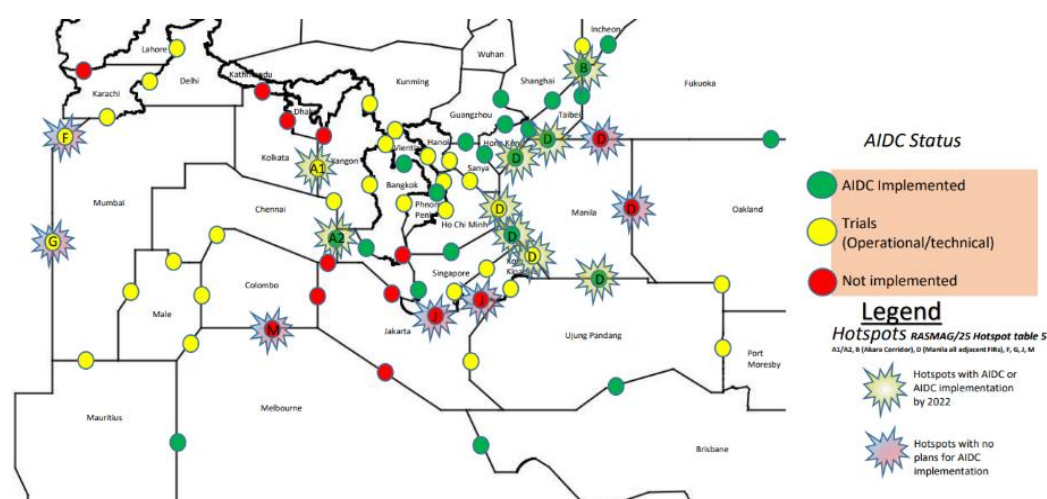 Incheon
Lahore
Wuhan
Delhi
Kathmandu
Kunming
Shanghai
B
Fukuoka
Karachi
Guangzhou
Taibei
Dhaka
F
Hanoi
Hong Kong
D
D
D
Kolkata
A1
Vienti
Sanya
Bangkok
Mumbai
Chennai
Phnon
Penh
D
Manila
D
Oakland
Ho Chi Minh
G
A2
D
D
Singapore
Kinabalu
Colombo
D
Male
J
J
M
Jakarta
Ujung Pandang
Port
Moresby
Mauritius
Melbourne
Brisbane
AIDC Status
AIDC Implemented
Trials
(Operational/technical)
Not implemented
Legend
Hotspots RASMAG/25 Hotspot table 5
A1/A2, B (Akara Corridor), D (Manila all adjacent FIRs), F, G, J, M
Hotspots with AIDC or
AIDC implementation
by 2022
Hotspots with no
plans for AIDC
implementation